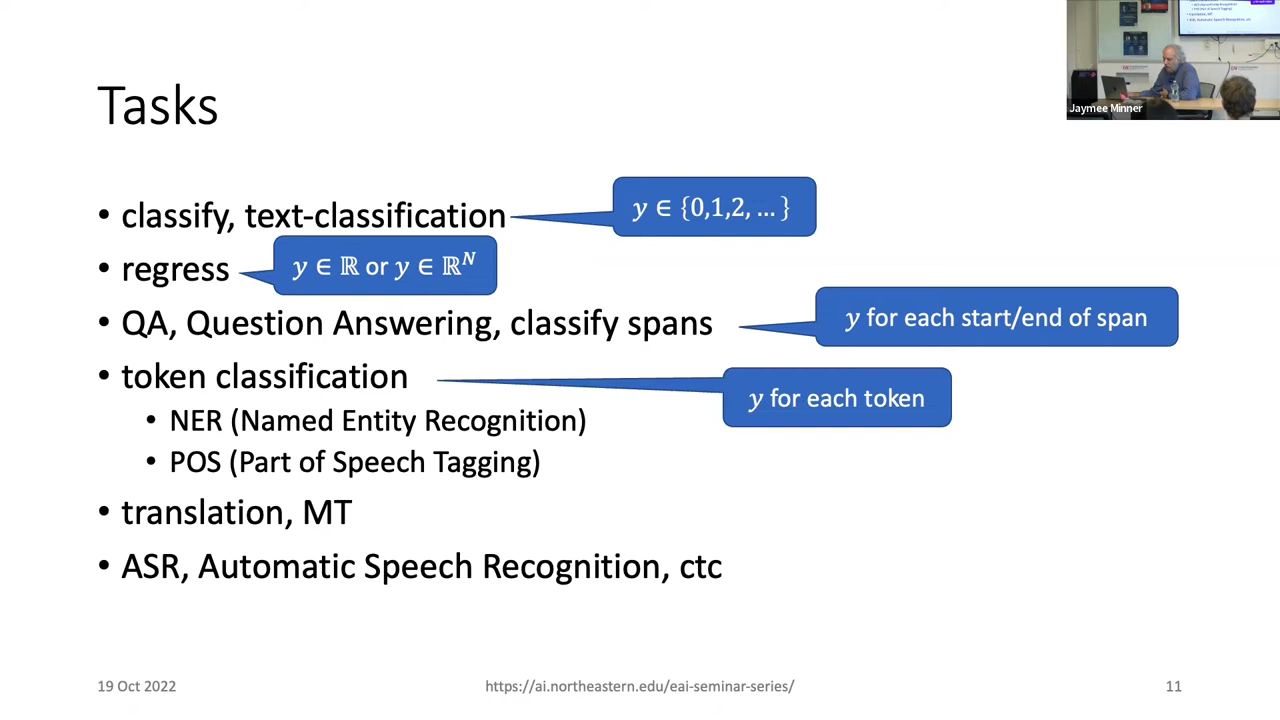 Jaymee Minner
Tasks
• classify, text-classification
y ∈ {0,1,2, … }
• regress
y ∈ ℝ or y ∈ ℝᴺ
• QA, Question Answering, classify spans
y for each start/end of span
• token classification
y for each token
• NER (Named Entity Recognition)
• POS (Part of Speech Tagging)
• translation, MT
• ASR, Automatic Speech Recognition, ctc
19 Oct 2022
https://ai.northeastern.edu/eai-seminar-series/
11